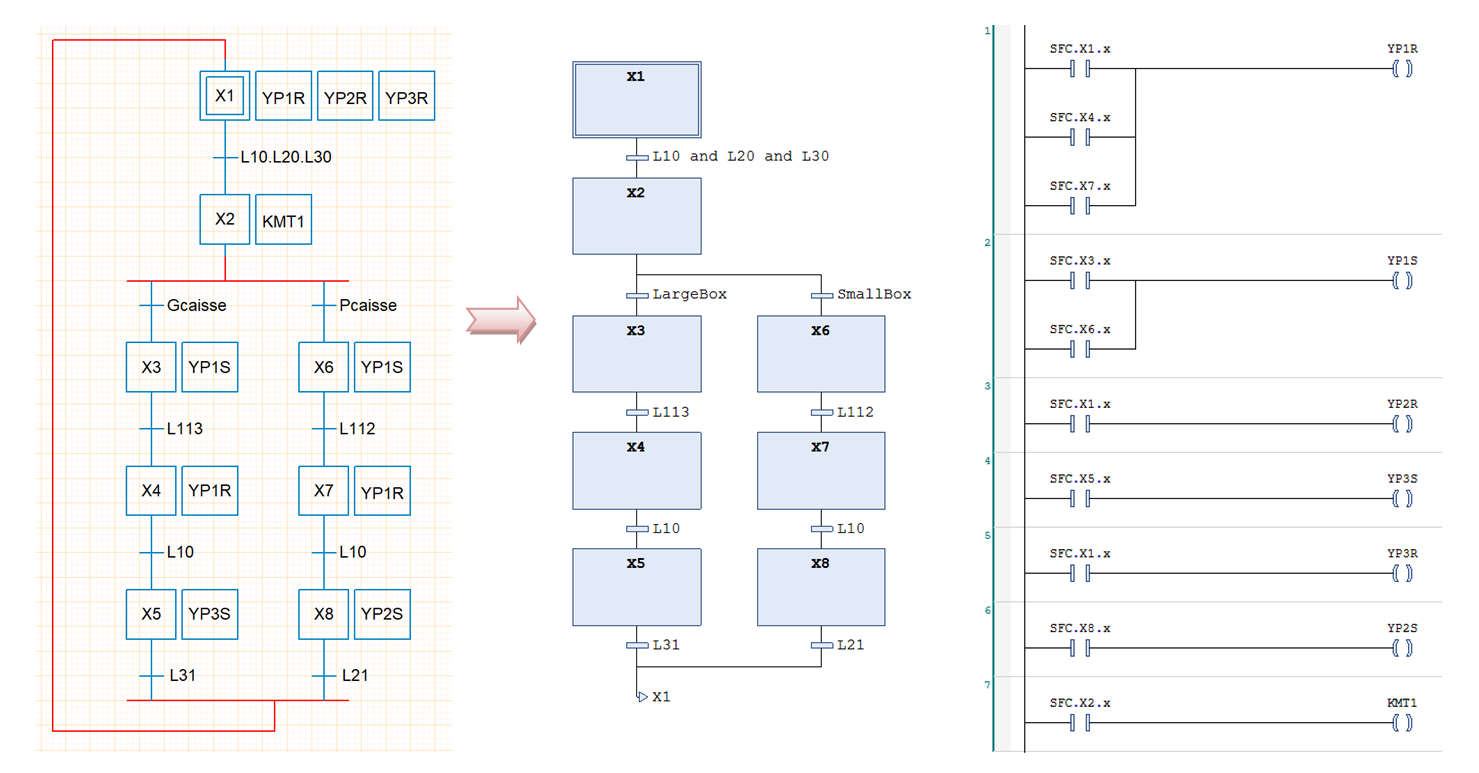 X1 YP1R YP2R YP3R
L10.L20.L30
X2 KMT1
Gcaisse Pcaisse
X3 YP1S X6 YP1S
L113 L112
X4 YP1R X7 YP1R
L10 L10
X5 YP3S X8 YP2S
L31 L21
X1
L10 and L20 and L30
X2
LargeBox SmallBox
X3 X6
L113 L112
X4 X7
L10 L10
X5 X8
L31 L21
X1
1
SFC.X1.x YP1R
SFC.X4.x
SFC.X7.x
2
SFC.X3.x YP1S
SFC.X6.x
3
SFC.X1.x YP2R
4
SFC.X5.x YP3S
5
SFC.X1.x YP3R
6
SFC.X8.x YP2S
7
SFC.X2.x KMT1